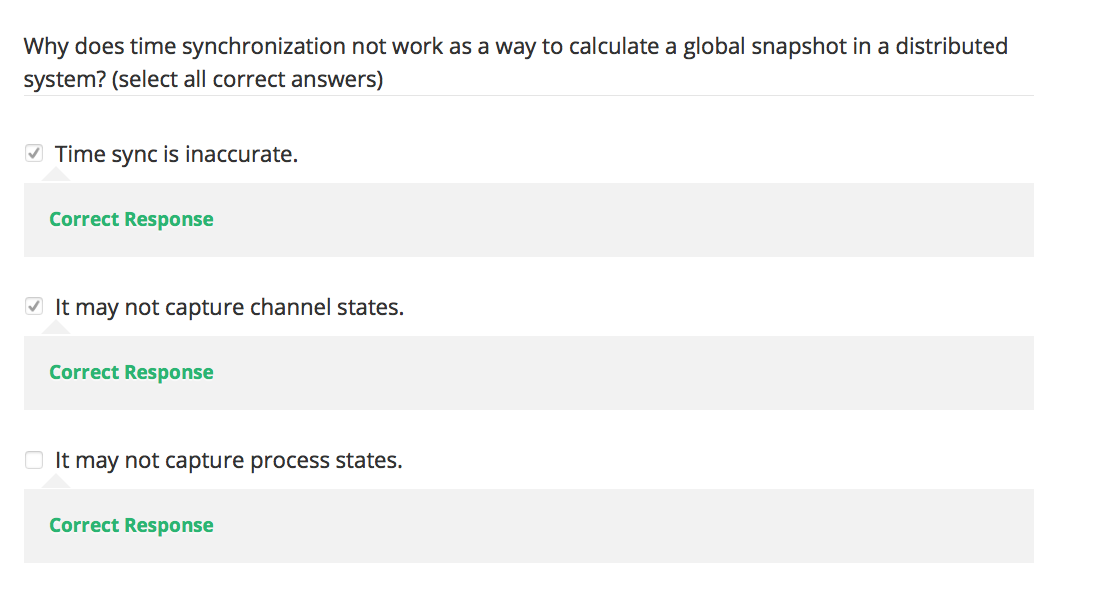 Why does time synchronization not work as a way to calculate a global snapshot in a distributed
system? (select all correct answers)
Time sync is inaccurate.
Correct Response
It may not capture channel states.
Correct Response
It may not capture process states.
Correct Response